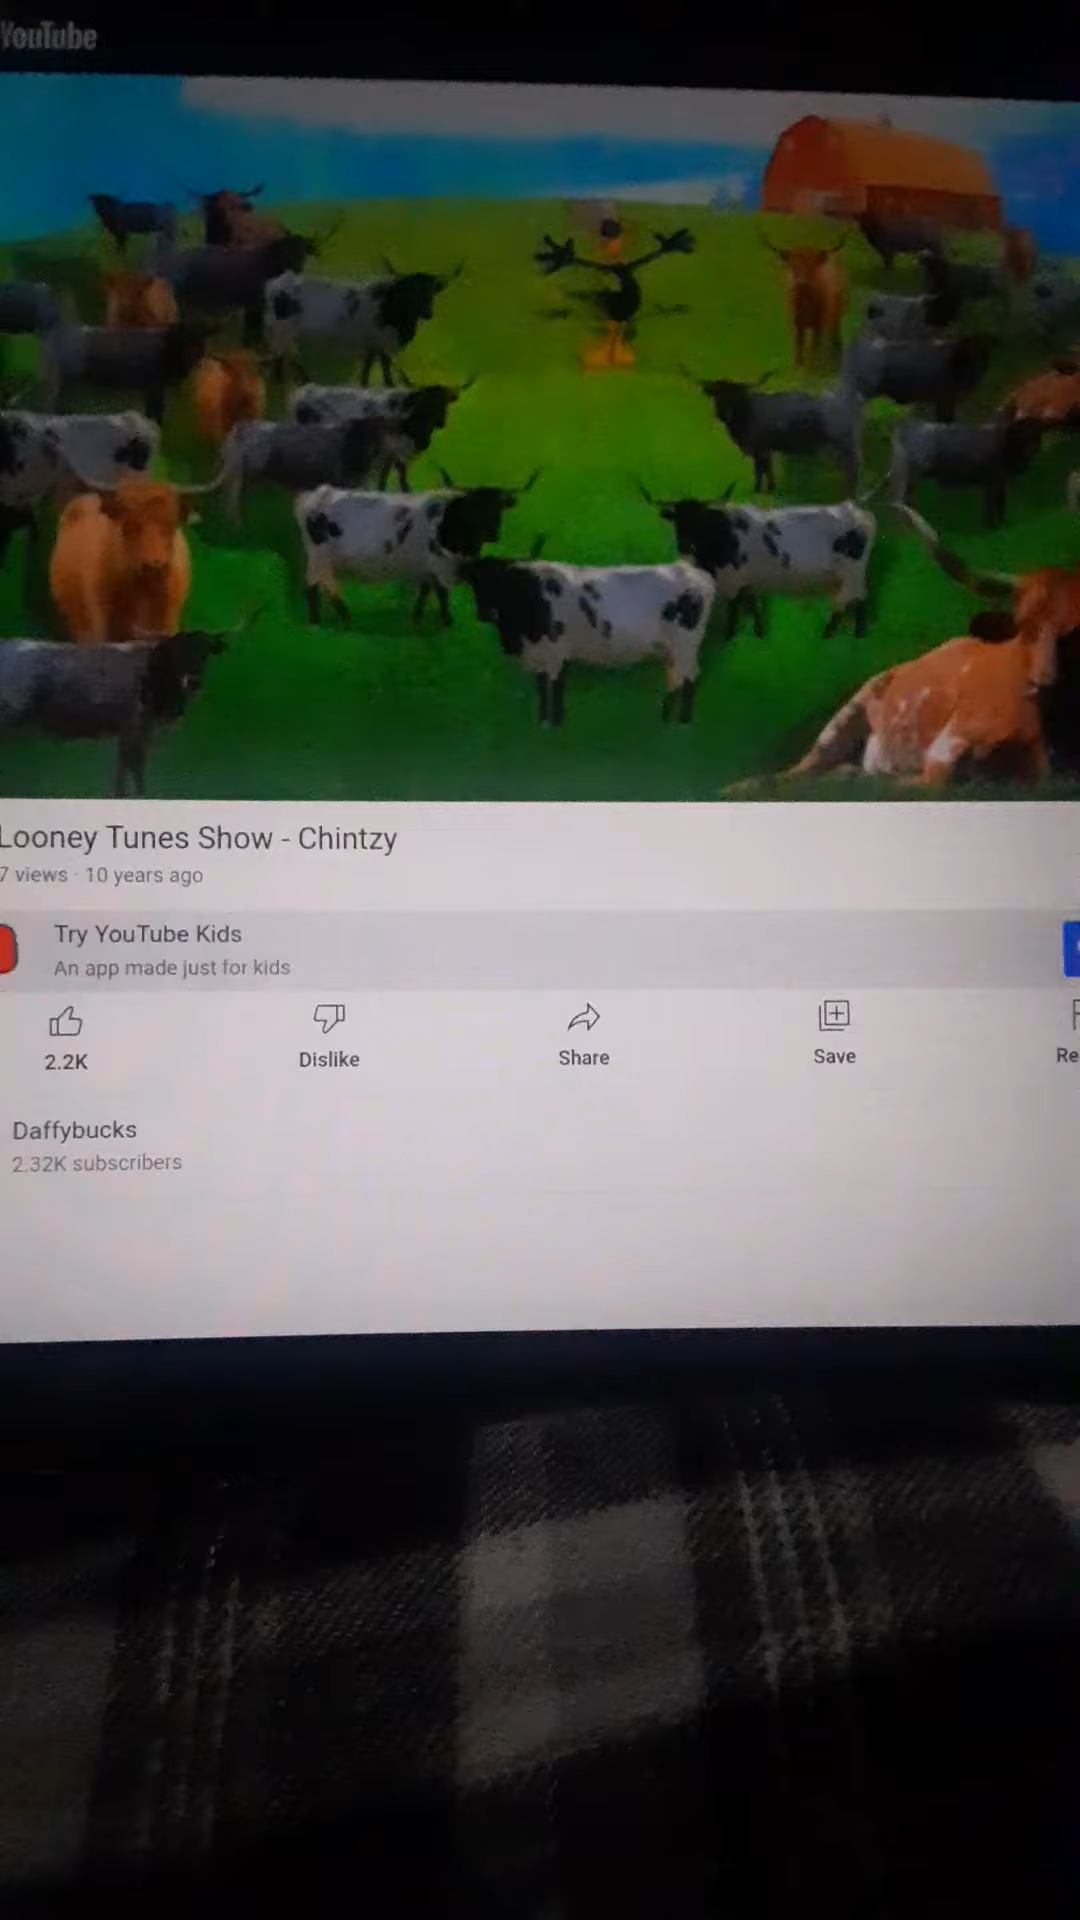 YouTube
Looney Tunes Show - Chintzy
7 views · 10 years ago
Try YouTube Kids
An app made just for kids
2.2K
Dislike
Share
Save
Re
Daffybucks
2.32K subscribers